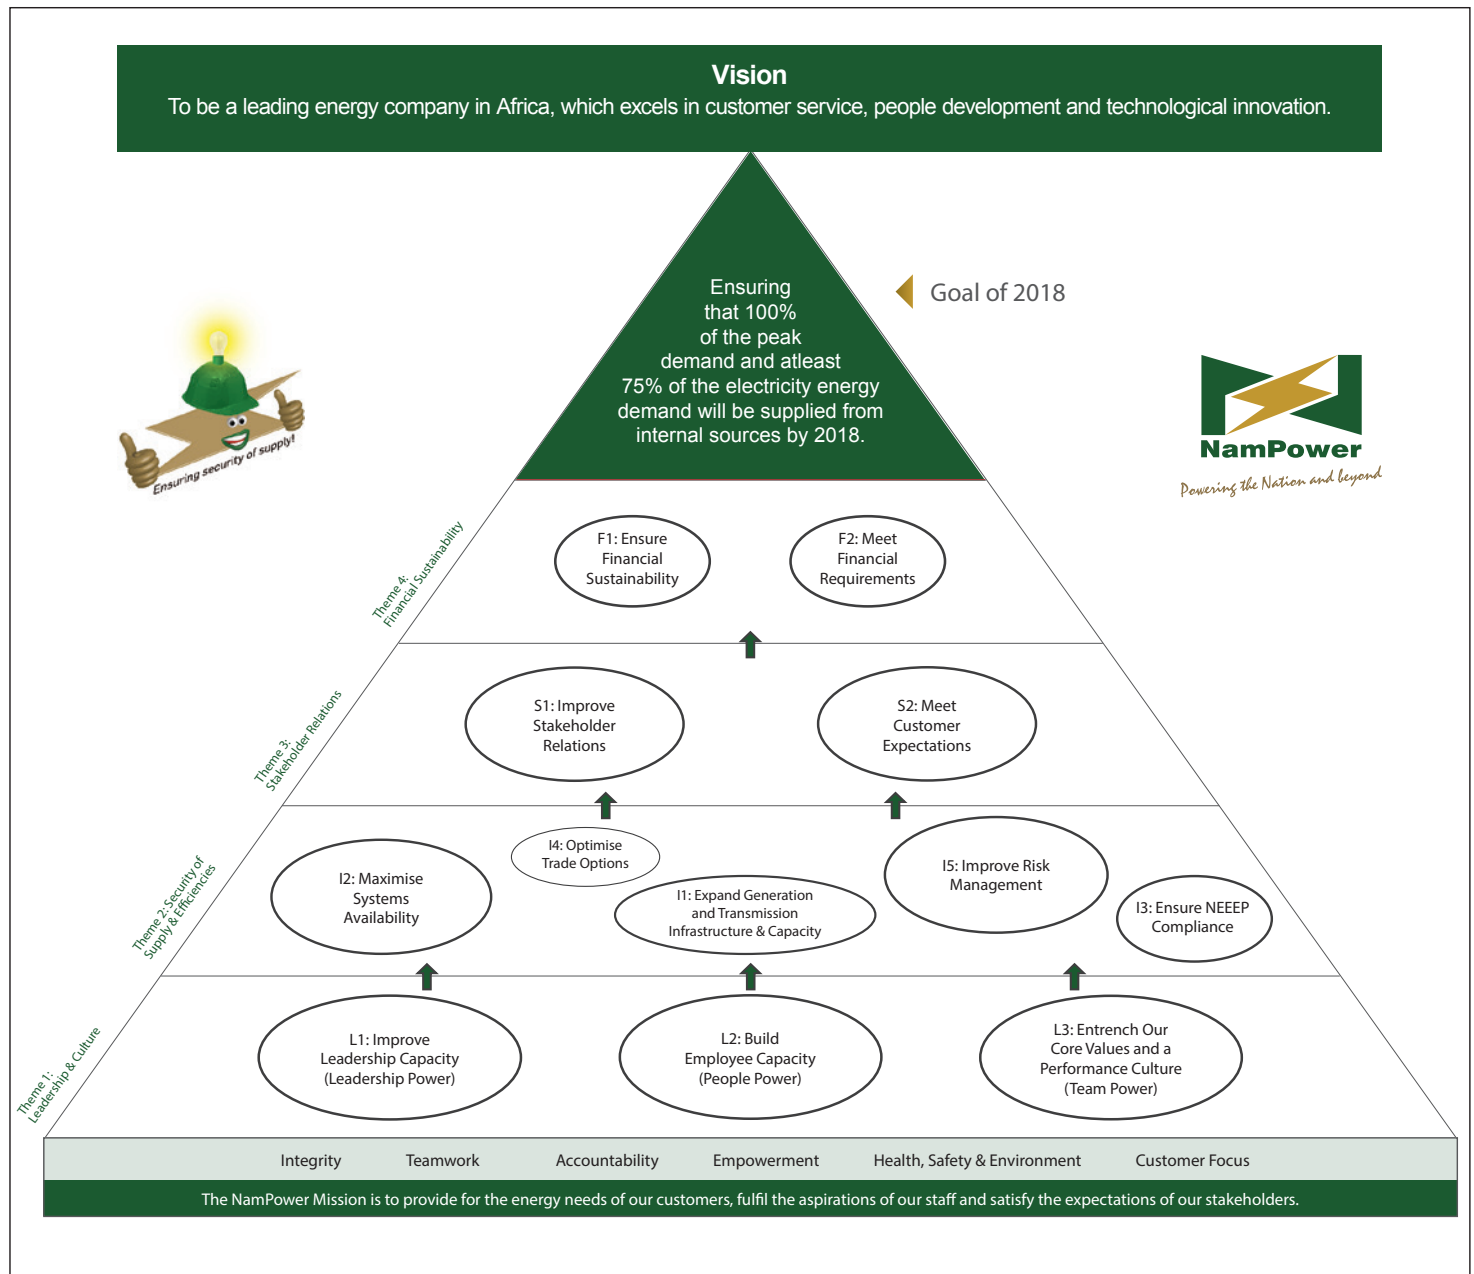 Vision
To be a leading energy company in Africa, which excels in customer service, people development and technological innovation.
Ensuring
that 100%
of the peak
demand and atleast
75% of the electricity energy
demand will be supplied from
internal sources by 2018.
Goal of 2018
Ensuring security of supply!
NamPower
Powering the Nation and beyond
Theme 4:
Financial Sustainability
F1: Ensure
Financial
Sustainability
F2: Meet
Financial
Requirements
Theme 3:
Stakeholder Relations
S1: Improve
Stakeholder
Relations
S2: Meet
Customer
Expectations
Theme 2: Security of
Supply & Efficiencies
I2: Maximise
Systems
Availability
I4: Optimise
Trade Options
I1: Expand Generation
and Transmission
Infrastructure & Capacity
I5: Improve Risk
Management
I3: Ensure NEEEP
Compliance
Theme 1:
Leadership & Culture
L1: Improve
Leadership Capacity
(Leadership Power)
L2: Build
Employee Capacity
(People Power)
L3: Entrench Our
Core Values and a
Performance Culture
(Team Power)
Integrity Teamwork Accountability Empowerment Health, Safety & Environment Customer Focus
The NamPower Mission is to provide for the energy needs of our customers, fulfil the aspirations of our staff and satisfy the expectations of our stakeholders.